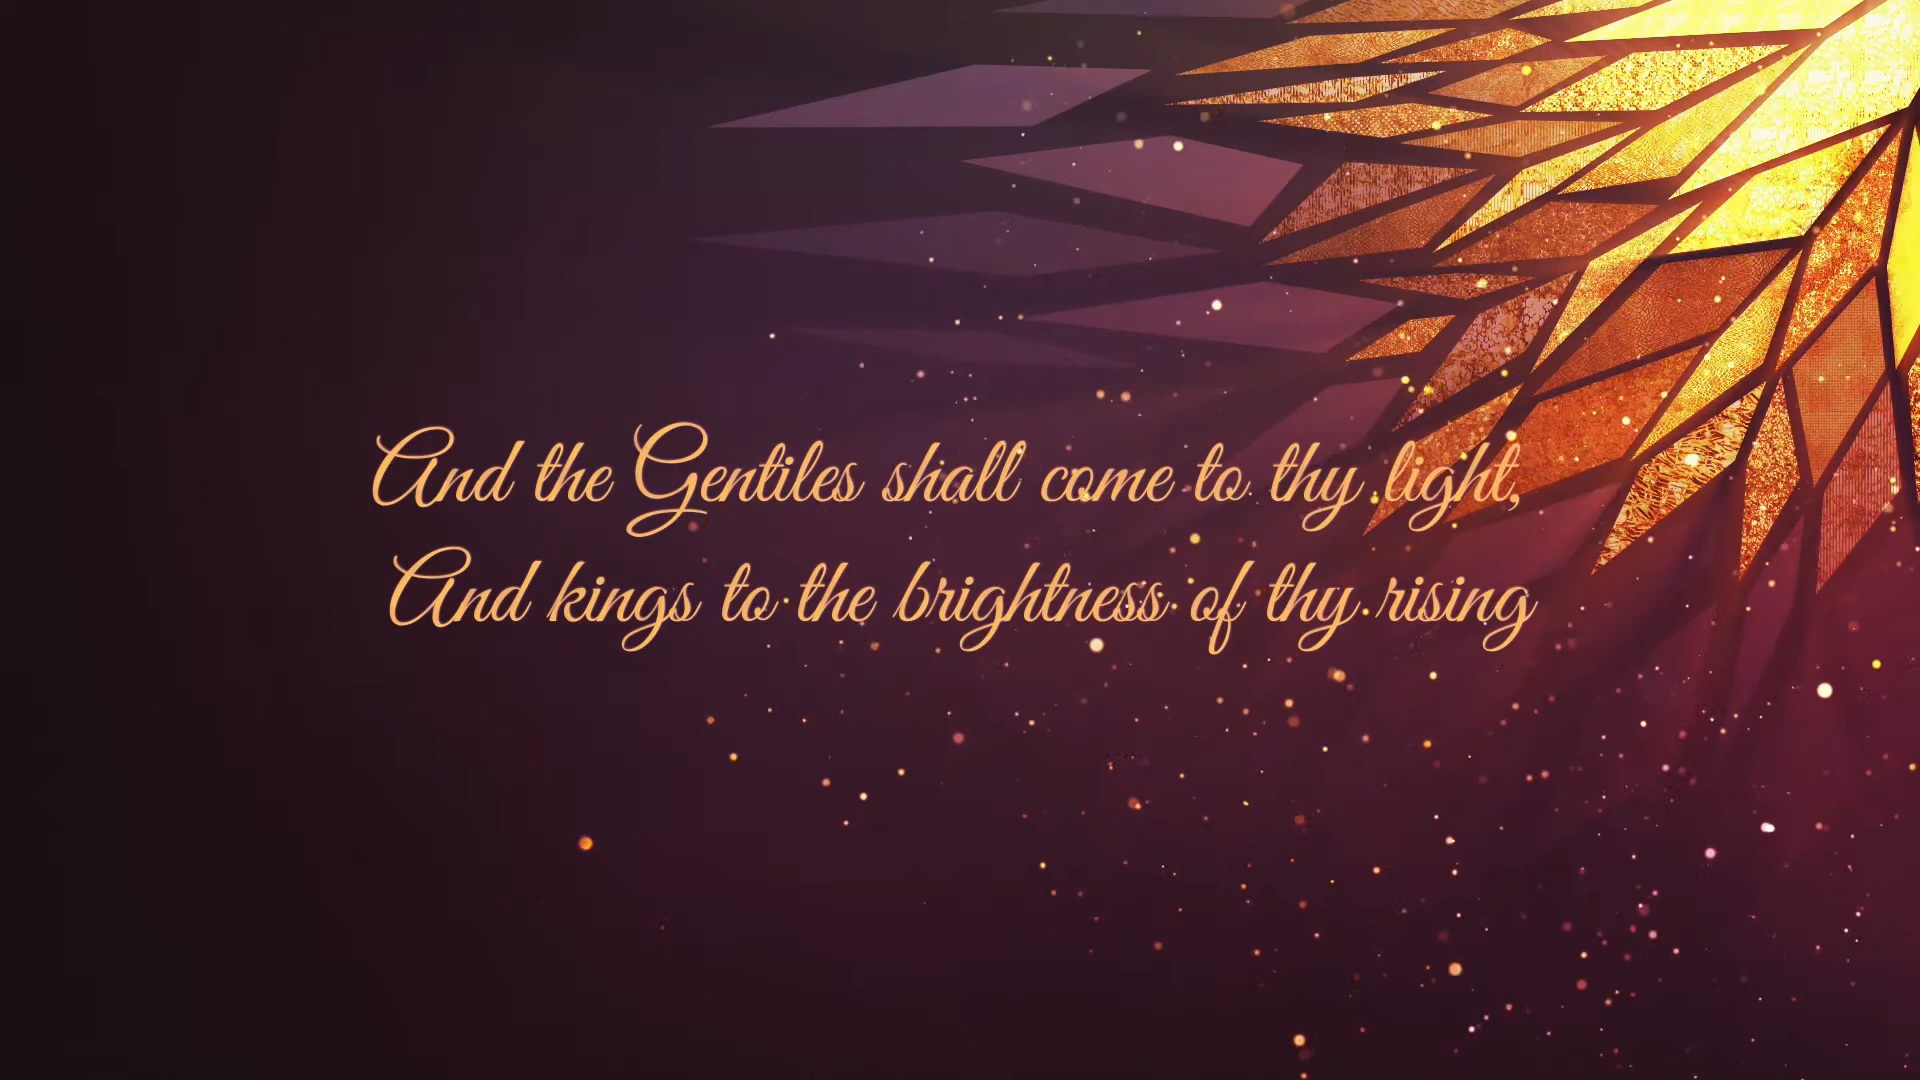 And the Gentiles shall come to thy light,
And kings to the brightness of thy rising